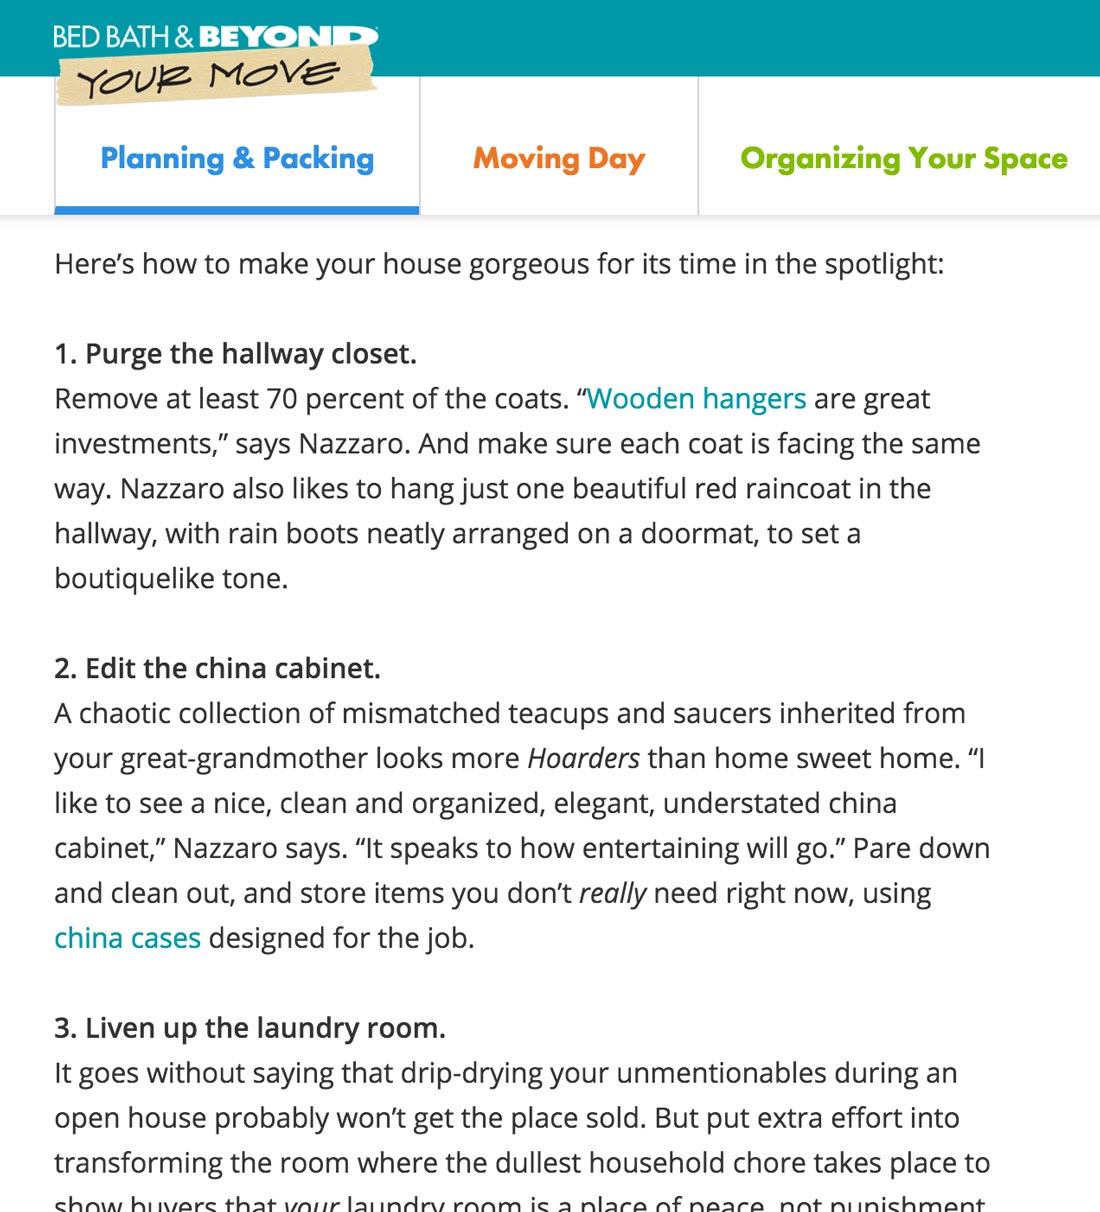 BED BATH & BEYOND
YOUR MOVE
Planning & Packing
Moving Day
Organizing Your Space
Here’s how to make your house gorgeous for its time in the spotlight:
1. Purge the hallway closet.
Remove at least 70 percent of the coats. “Wooden hangers are great
investments,” says Nazzaro. And make sure each coat is facing the same
way. Nazzaro also likes to hang just one beautiful red raincoat in the
hallway, with rain boots neatly arranged on a doormat, to set a
boutiquelike tone.
2. Edit the china cabinet.
A chaotic collection of mismatched teacups and saucers inherited from
your great-grandmother looks more Hoarders than home sweet home. “I
like to see a nice, clean and organized, elegant, understated china
cabinet,” Nazzaro says. “It speaks to how entertaining will go.” Pare down
and clean out, and store items you don’t really need right now, using
china cases designed for the job.
3. Liven up the laundry room.
It goes without saying that drip-drying your unmentionables during an
open house probably won’t get the place sold. But put extra effort into
transforming the room where the dullest household chore takes place to
show buyers that your laundry room is a place of peace, not punishment.